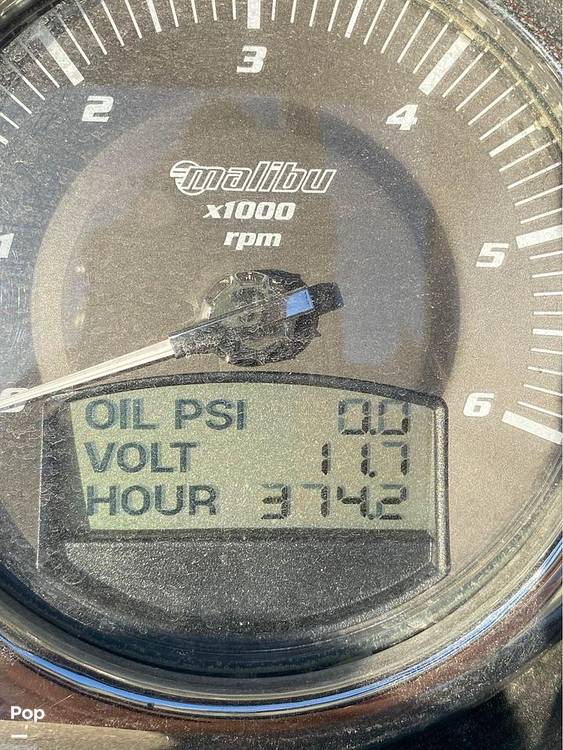 3
2
4
malibu
x1000
rpm
1
5
0
6
OIL PSI 0.0
VOLT 11.7
HOUR 374.2
Pop